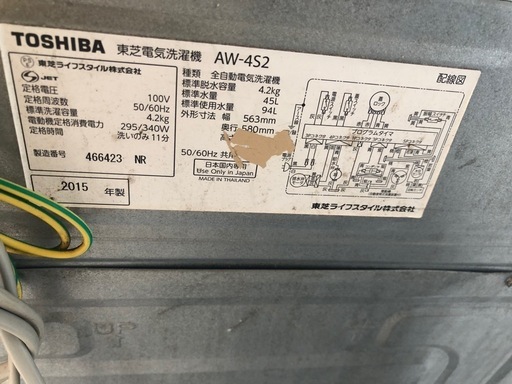 TOSHIBA 東芝電気洗濯機 AW-4S2
東芝ライフスタイル株式会社
JET
定格電圧 100V
定格周波数 50/60Hz
標準洗濯容量 4.2kg
電動機定格消費電力 295/340W
定格時間 洗いのみ11分
製造番号 466423 NR
2015 年製
種類 全自動電気洗濯機
標準脱水容量 4.2kg
標準水量 45L
標準使用水量 94L
外形寸法 幅 563mm
奥行 580mm
高
50/60Hz 共用
日本国内専用
Use Only in Japan
MADE IN THAILAND
配線図
プログラムタイマ
東芝ライフスタイル株式会社
UP